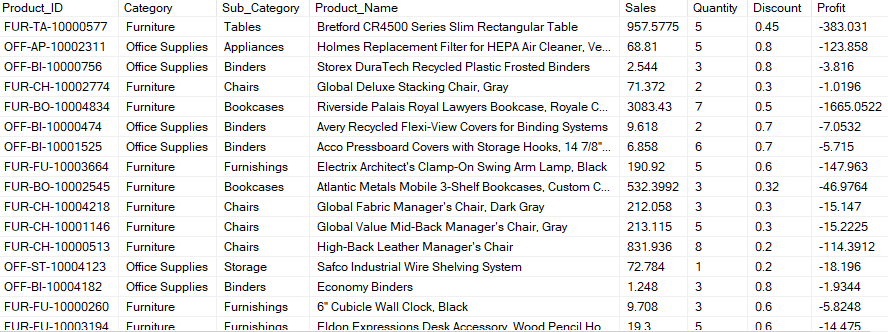 Product_ID Category Sub_Category Product_Name Sales Quantity Discount Profit
FUR-TA-10000577 Furniture Tables Bretford CR4500 Series Slim Rectangular Table 957.5775 5 0.45 -383.031
OFF-AP-10002311 Office Supplies Appliances Holmes Replacement Filter for HEPA Air Cleaner, Ve... 68.81 5 0.8 -123.858
OFF-BI-10000756 Office Supplies Binders Storex DuraTech Recycled Plastic Frosted Binders 2.544 3 0.8 -3.816
FUR-CH-10002774 Furniture Chairs Global Deluxe Stacking Chair, Gray 71.372 2 0.3 -1.0196
FUR-BO-10004834 Furniture Bookcases Riverside Palais Royal Lawyers Bookcase, Royale C... 3083.43 7 0.5 -1665.0522
OFF-BI-10000474 Office Supplies Binders Avery Recycled Flexi-View Covers for Binding Systems 9.618 2 0.7 -7.0532
OFF-BI-10001525 Office Supplies Binders Acco Pressboard Covers with Storage Hooks, 14 7/8"... 6.858 6 0.7 -5.715
FUR-FU-10003664 Furniture Furnishings Electrix Architect's Clamp-On Swing Arm Lamp, Black 190.92 5 0.6 -147.963
FUR-BO-10002545 Furniture Bookcases Atlantic Metals Mobile 3-Shelf Bookcases, Custom C... 532.3992 3 0.32 -46.9764
FUR-CH-10004218 Furniture Chairs Global Fabric Manager's Chair, Dark Gray 212.058 3 0.3 -15.147
FUR-CH-10001146 Furniture Chairs Global Value Mid-Back Manager's Chair, Gray 213.115 5 0.3 -15.2225
FUR-CH-10000513 Furniture Chairs High-Back Leather Manager's Chair 831.936 8 0.2 -114.3912
OFF-ST-10004123 Office Supplies Storage Safco Industrial Wire Shelving System 72.784 1 0.2 -18.196
OFF-BI-10004182 Office Supplies Binders Economy Binders 1.248 3 0.8 -1.9344
FUR-FU-10000260 Furniture Furnishings 6" Cubicle Wall Clock, Black 9.708 3 0.6 -5.8248
FUR-FU-10003194 Furniture Furnishings Eldon Expressions Desk Accessory, Wood Pencil Ho... 19.3 5 0.6 -14.475